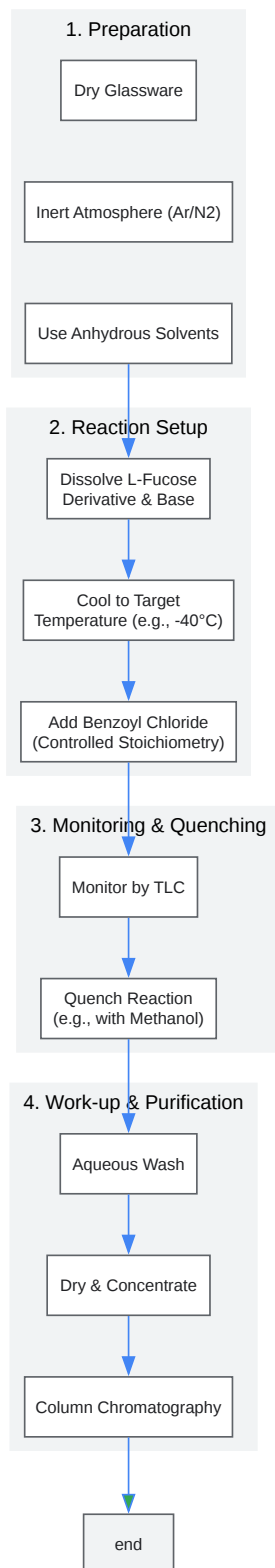 1. Preparation
Dry Glassware
Inert Atmosphere (Ar/N2)
Use Anhydrous Solvents
2. Reaction Setup
Dissolve L-Fucose
Derivative & Base
Cool to Target
Temperature (e.g., -40°C)
Add Benzoyl Chloride
(Controlled Stoichiometry)
3. Monitoring & Quenching
Monitor by TLC
Quench Reaction
(e.g., with Methanol)
4. Work-up & Purification
Aqueous Wash
Dry & Concentrate
Column Chromatography
end